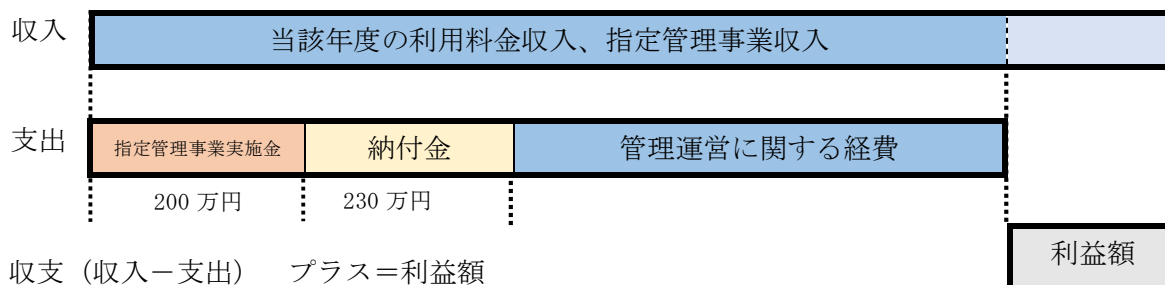 収入
当該年度の利用料金収入、指定管理事業収入
支出
指定管理事業実施金 納付金 管理運営に関する経費
200 万円 230 万円
利益額
収支（収入－支出） プラス＝利益額